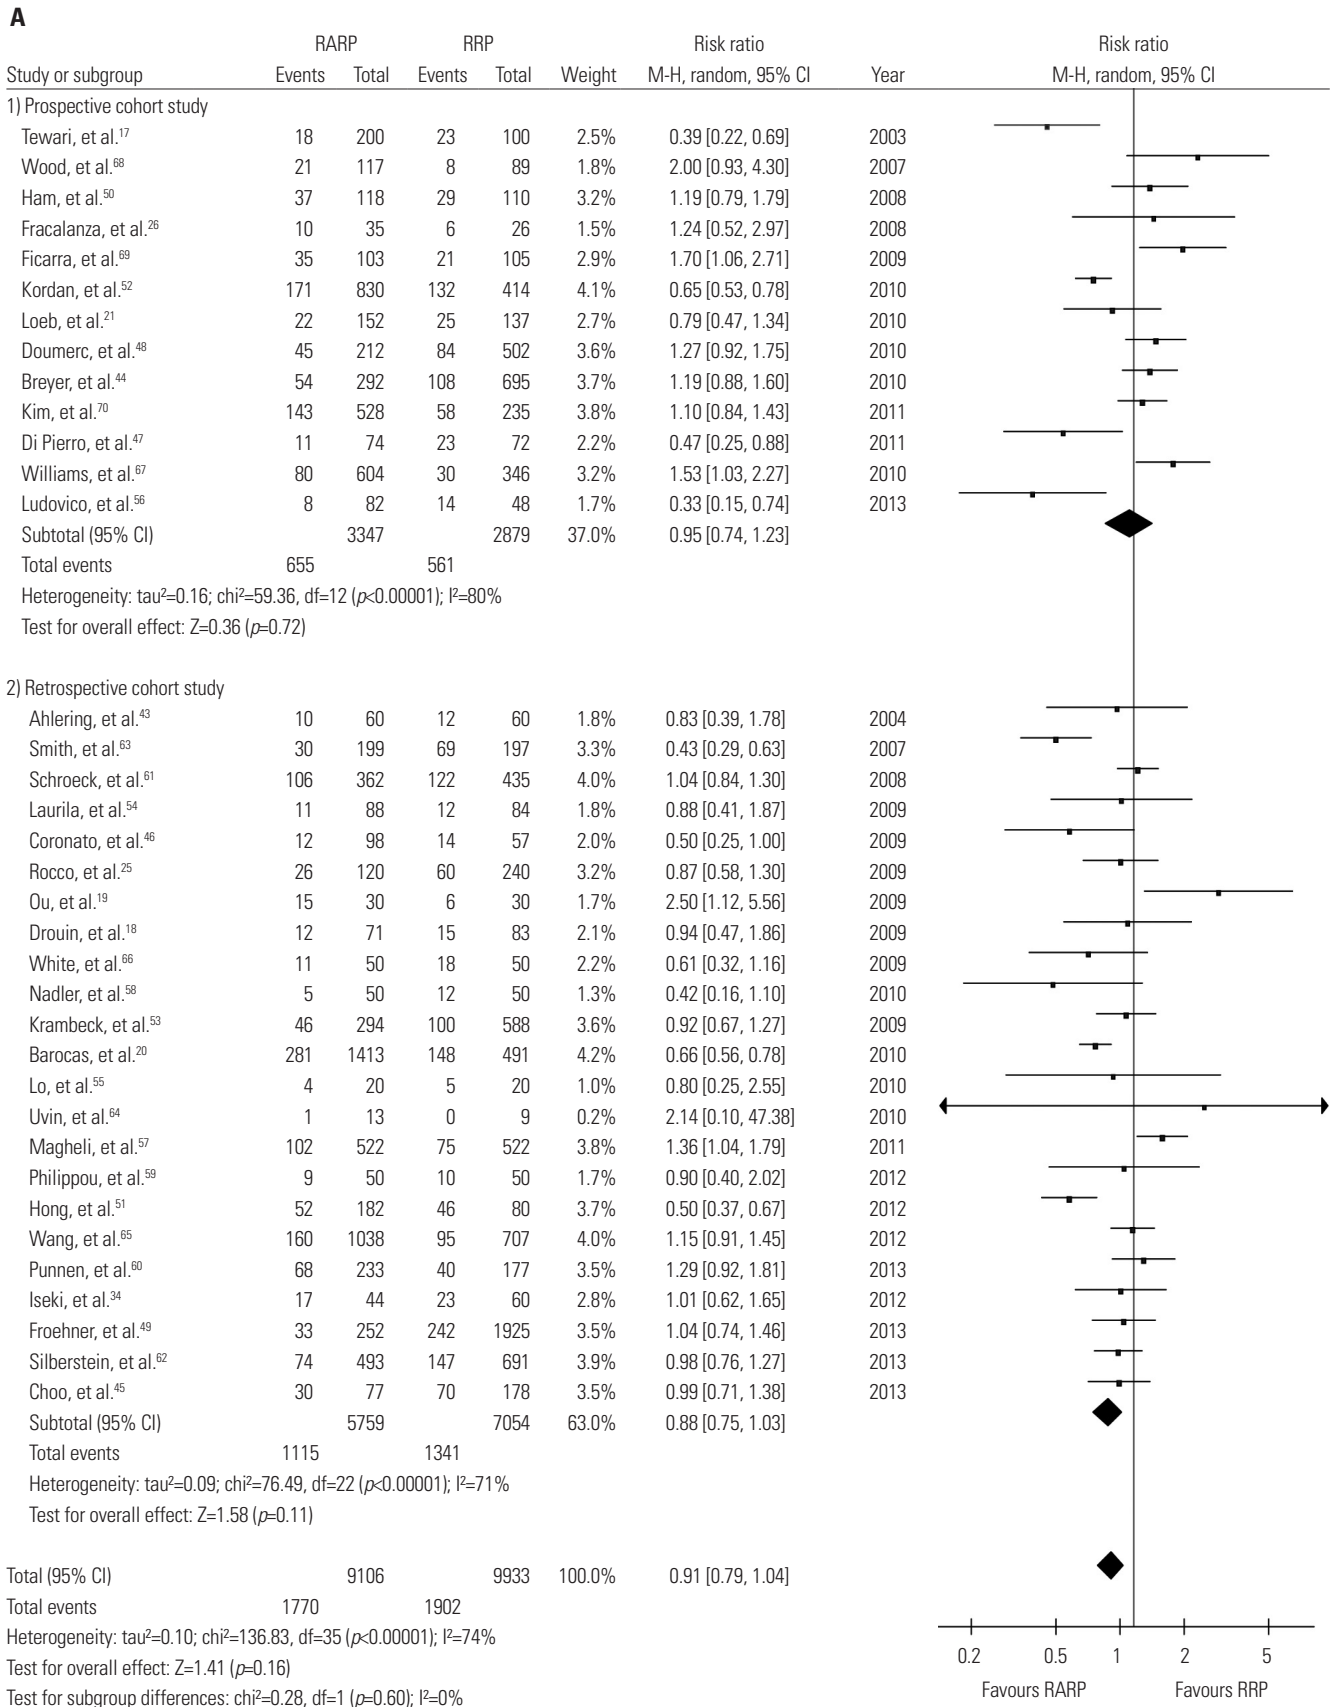 A
RARP RRP Risk ratio Risk ratio
Study or subgroup Events Total Events Total Weight M-H, random, 95% CI Year M-H, random, 95% CI
1) Prospective cohort study
Tewari, et al.17 18 200 23 100 2.5% 0.39 [0.22, 0.69] 2003
Wood, et al.68 21 117 8 89 1.8% 2.00 [0.93, 4.30] 2007
Ham, et al.50 37 118 29 110 3.2% 1.19 [0.79, 1.79] 2008
Fracalanza, et al.26 10 35 6 26 1.5% 1.24 [0.52, 2.97] 2008
Ficarra, et al.69 35 103 21 105 2.9% 1.70 [1.06, 2.71] 2009
Kordan, et al.52 171 830 132 414 4.1% 0.65 [0.53, 0.78] 2010
Loeb, et al.21 22 152 25 137 2.7% 0.79 [0.47, 1.34] 2010
Doumerc, et al.48 45 212 84 502 3.6% 1.27 [0.92, 1.75] 2010
Breyer, et al.44 54 292 108 695 3.7% 1.19 [0.88, 1.60] 2010
Kim, et al.70 143 528 58 235 3.8% 1.10 [0.84, 1.43] 2011
Di Pierro, et al.47 11 74 23 72 2.2% 0.47 [0.25, 0.88] 2011
Williams, et al.67 80 604 30 346 3.2% 1.53 [1.03, 2.27] 2010
Ludovico, et al.56 8 82 14 48 1.7% 0.33 [0.15, 0.74] 2013
Subtotal (95% CI) 3347 2879 37.0% 0.95 [0.74, 1.23]
Total events 655 561
Heterogeneity: tau²=0.16; chi²=59.36, df=12 (p<0.00001); I²=80%
Test for overall effect: Z=0.36 (p=0.72)
2) Retrospective cohort study
Ahlering, et al.43 10 60 12 60 1.8% 0.83 [0.39, 1.78] 2004
Smith, et al.63 30 199 69 197 3.3% 0.43 [0.29, 0.63] 2007
Schroeck, et al.61 106 362 122 435 4.0% 1.04 [0.84, 1.30] 2008
Laurila, et al.54 11 88 12 84 1.8% 0.88 [0.41, 1.87] 2009
Coronato, et al.46 12 98 14 57 2.0% 0.50 [0.25, 1.00] 2009
Rocco, et al.25 26 120 60 240 3.2% 0.87 [0.58, 1.30] 2009
Ou, et al.19 15 30 6 30 1.7% 2.50 [1.12, 5.56] 2009
Drouin, et al.18 12 71 15 83 2.1% 0.94 [0.47, 1.86] 2009
White, et al.66 11 50 18 50 2.2% 0.61 [0.32, 1.16] 2009
Nadler, et al.58 5 50 12 50 1.3% 0.42 [0.16, 1.10] 2010
Krambeck, et al.53 46 294 100 588 3.6% 0.92 [0.67, 1.27] 2009
Barocas, et al.20 281 1413 148 491 4.2% 0.66 [0.56, 0.78] 2010
Lo, et al.55 4 20 5 20 1.0% 0.80 [0.25, 2.55] 2010
Uvin, et al.64 1 13 0 9 0.2% 2.14 [0.10, 47.38] 2010
Magheli, et al.57 102 522 75 522 3.8% 1.36 [1.04, 1.79] 2011
Philippou, et al.59 9 50 10 50 1.7% 0.90 [0.40, 2.02] 2012
Hong, et al.51 52 182 46 80 3.7% 0.50 [0.37, 0.67] 2012
Wang, et al.65 160 1038 95 707 4.0% 1.15 [0.91, 1.45] 2012
Punnen, et al.60 68 233 40 177 3.5% 1.29 [0.92, 1.81] 2013
Iseki, et al.34 17 44 23 60 2.8% 1.01 [0.62, 1.65] 2012
Froehner, et al.49 33 252 242 1925 3.5% 1.04 [0.74, 1.46] 2013
Silberstein, et al.62 74 493 147 691 3.9% 0.98 [0.76, 1.27] 2013
Choo, et al.45 30 77 70 178 3.5% 0.99 [0.71, 1.38] 2013
Subtotal (95% CI) 5759 7054 63.0% 0.88 [0.75, 1.03]
Total events 1115 1341
Heterogeneity: tau²=0.09; chi²=76.49, df=22 (p<0.00001); I²=71%
Test for overall effect: Z=1.58 (p=0.11)
Total (95% CI) 9106 9933 100.0% 0.91 [0.79, 1.04]
Total events 1770 1902
Heterogeneity: tau²=0.10; chi²=136.83, df=35 (p<0.00001); I²=74%
Test for overall effect: Z=1.41 (p=0.16)
Test for subgroup differences: chi²=0.28, df=1 (p=0.60); I²=0%
0.2 0.5 1 2 5
Favours RARP Favours RRP